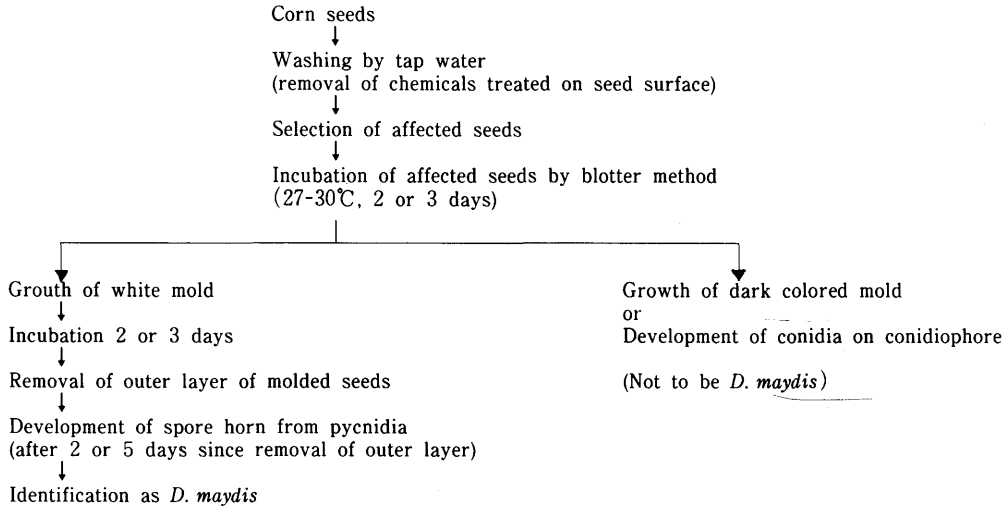 Corn seeds
Washing by tap water
(removal of chemicals treated on seed surface)
Selection of affected seeds
Incubation of affected seeds by blotter method
(27-30℃, 2 or 3 days)
Grouth of white mold
Incubation 2 or 3 days
Removal of outer layer of molded seeds
Development of spore horn from pycnidia
(after 2 or 5 days since removal of outer layer)
Identification as D. maydis
Growth of dark colored mold
or
Development of conidia on conidiophore
(Not to be D. maydis)